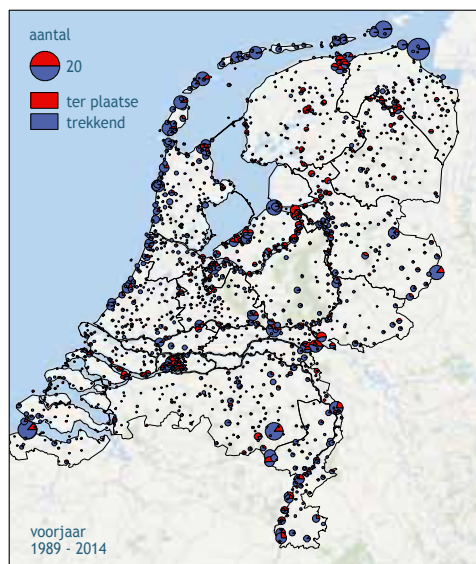 aantal
20
ter plaatse
trekkend
voorjaar
1989 - 2014